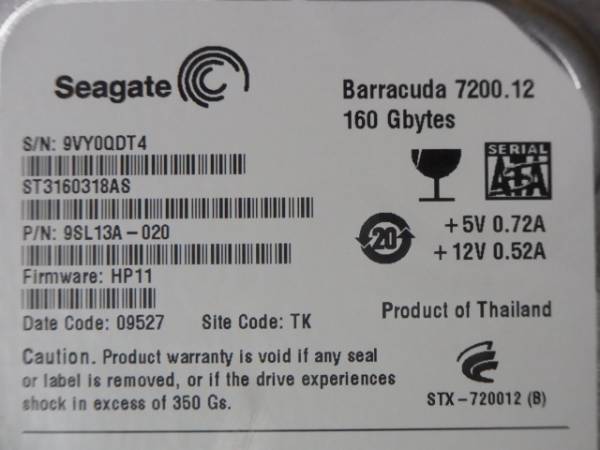 Seagate
Barracuda 7200.12
160 Gbytes
S/N: 9VY0QDT4
ST3160318AS
SERIAL
ATA
P/N: 9SL13A-020
20
+5V 0.72A
+12V 0.52A
Firmware: HP11
Date Code: 09527 Site Code: TK
Product of Thailand
Caution. Product warranty is void if any seal
or label is removed, or if the drive experiences
shock in excess of 350 Gs.
STX-720012 (B)